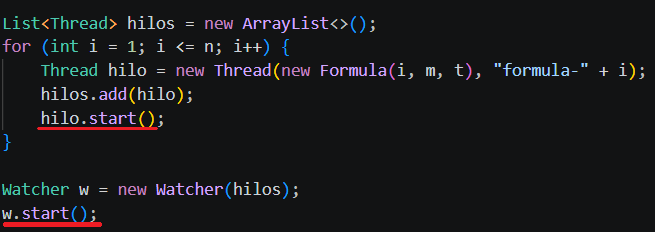 List<Thread> hilos = new ArrayList<>();
for (int i = 1; i <= n; i++) {
    Thread hilo = new Thread(new Formula(i, m, t), "formula-" + i);
    hilos.add(hilo);
    hilo.start();
}
Watcher w = new Watcher(hilos);
w.start();